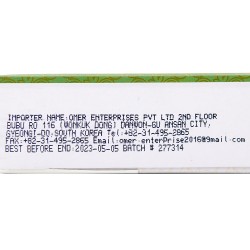 IMPORTER NAME:OMER ENTERPRISES PVT LTD 2ND FLOOR
BUBU RO 116 (WONKUK DONG) DANWON-GU ANSAN CITY,
GYEONGI-DO,SOUTH KOREA Tel:+82-31-495-2865
FAX:+82-31-495-2865 Email:omer.enterprise2016@gmail.com
BEST BEFORE END:2023-05-05 BATCH # 277314